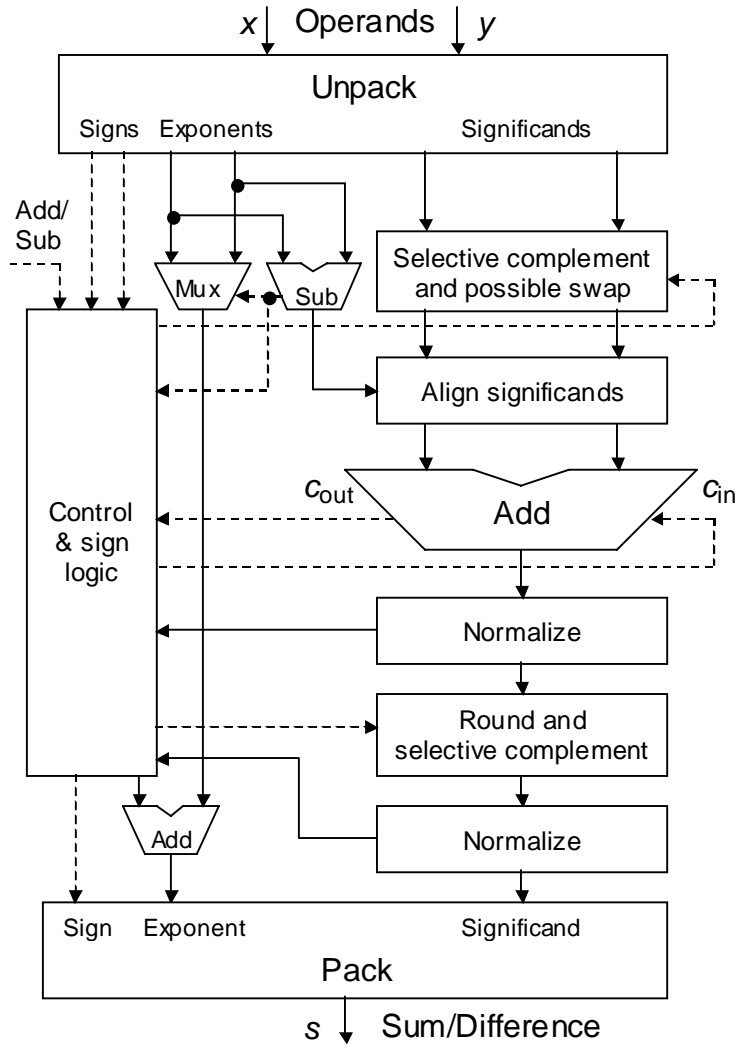 x Operands y
Unpack
Signs Exponents Significands
Add/
Sub
Mux
Sub
Selective complement
and possible swap
Align significands
cout
cin
Add
Control
& sign
logic
Normalize
Round and
selective complement
Add
Normalize
Sign Exponent Significand
Pack
s Sum/Difference